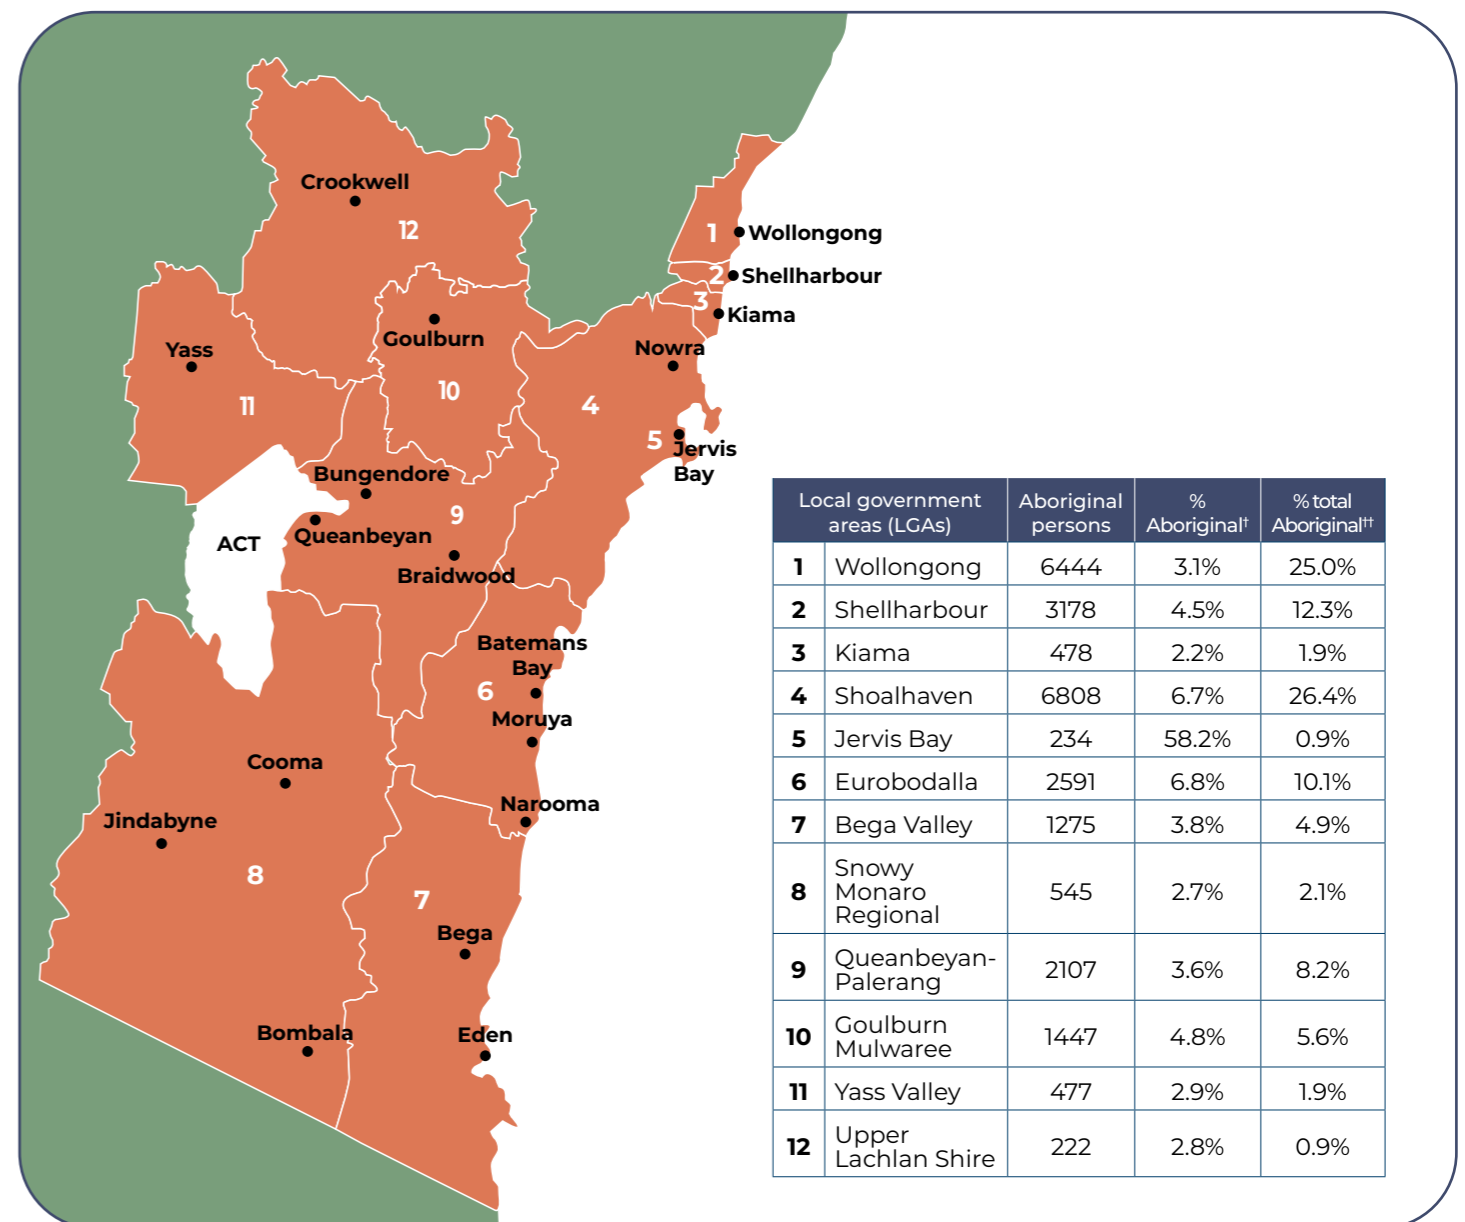 Crookwell
12
1
Wollongong
2
Shellharbour
3
Kiama
Goulburn
Nowra
Yass
10
11
4
5
Jervis
Bay
Bungendore
9
Queanbeyan
ACT
Braidwood
Batemans
Bay
6
Moruya
Cooma
Narooma
Jindabyne
8
7
Bega
Bombala
Eden
Local government areas (LGAs) | Aboriginal persons | % Aboriginal† | % total Aboriginal††
1 Wollongong 6444 3.1% 25.0%
2 Shellharbour 3178 4.5% 12.3%
3 Kiama 478 2.2% 1.9%
4 Shoalhaven 6808 6.7% 26.4%
5 Jervis Bay 234 58.2% 0.9%
6 Eurobodalla 2591 6.8% 10.1%
7 Bega Valley 1275 3.8% 4.9%
8 Snowy Monaro Regional 545 2.7% 2.1%
9 Queanbeyan-Palerang 2107 3.6% 8.2%
10 Goulburn Mulwaree 1447 4.8% 5.6%
11 Yass Valley 477 2.9% 1.9%
12 Upper Lachlan Shire 222 2.8% 0.9%